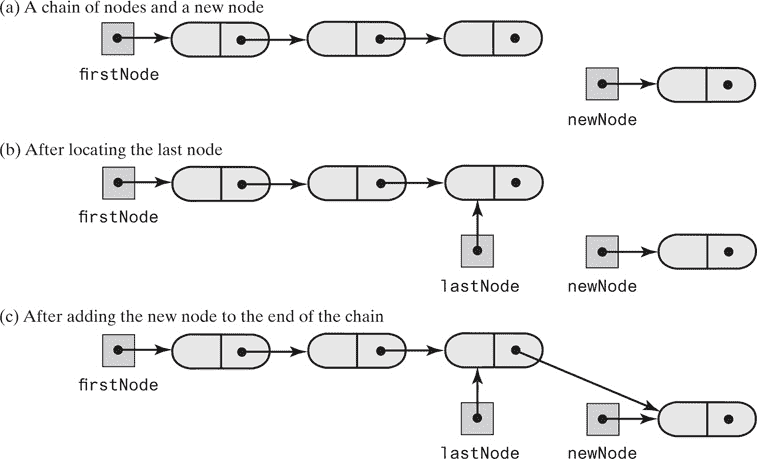 (a) A chain of nodes and a new node
firstNode
newNode
(b) After locating the last node
firstNode
lastNode
newNode
(c) After adding the new node to the end of the chain
firstNode
lastNode
newNode